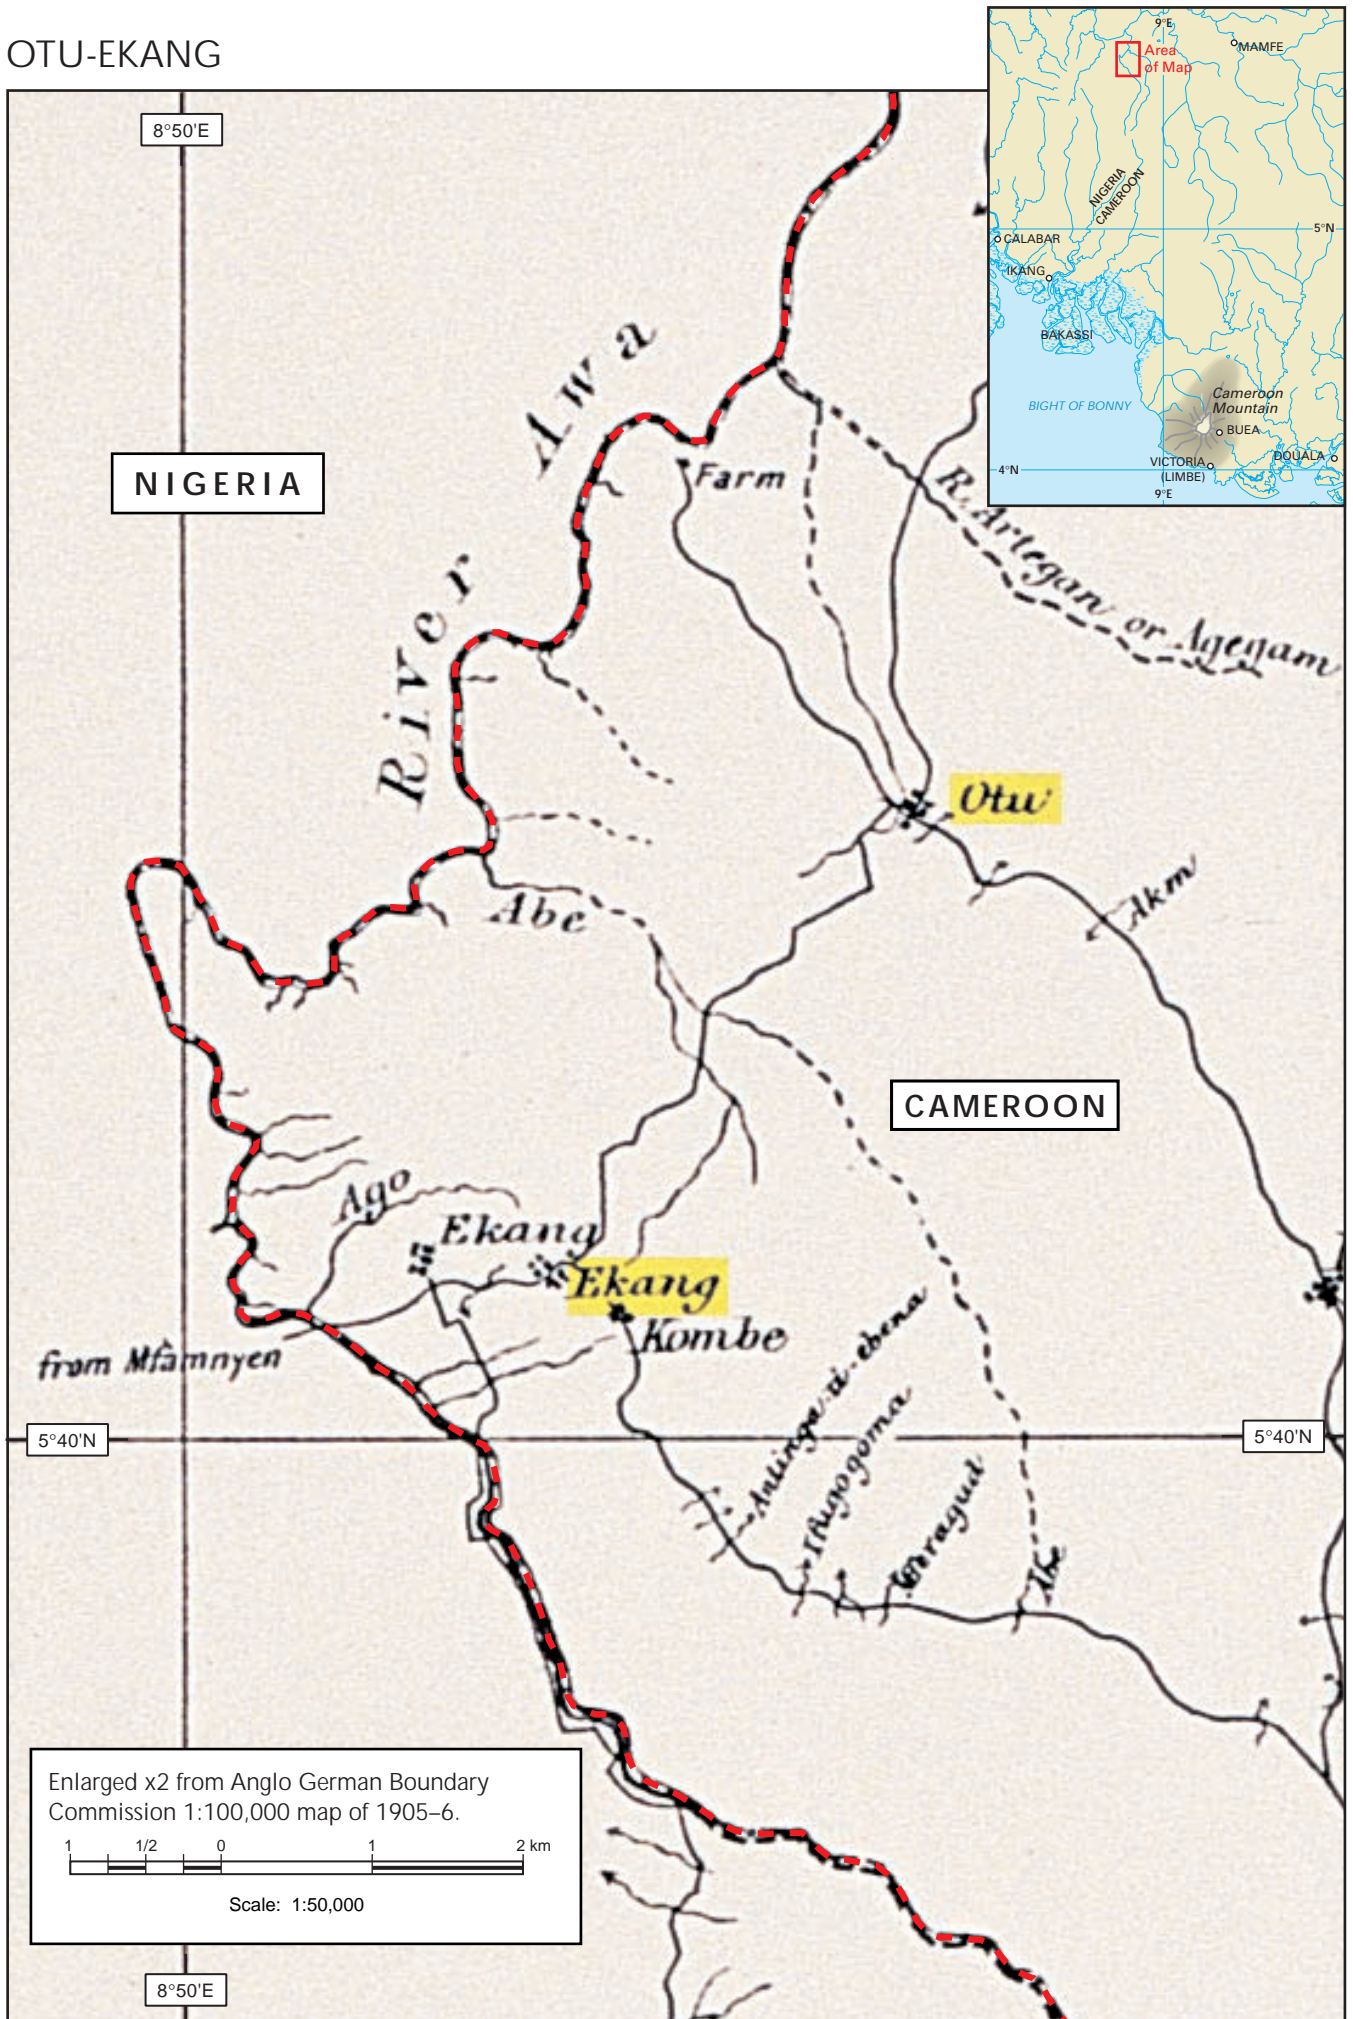 OTU-EKANG
8°50'E
9°E
MAMFE
Area
of Map
NIGERIA
CAMEROON
5°N
CALABAR
IKANG
BAKASSI
BIGHT OF BONNY
Cameroon
Mountain
BUEA
DOUALA
VICTORIA
(LIMBE)
4°N
9°E
River Awa
NIGERIA
Farm
R. Artegan or Agegam
Otu
Akm
Abe
CAMEROON
Ago
Ekang
Ekang
Kombe
from Mfamnyen
5°40'N
5°40'N
Ifugogoma
Abe
Enlarged x2 from Anglo German Boundary
Commission 1:100,000 map of 1905–6.
1 1/2 0 1 2 km
Scale: 1:50,000
8°50'E